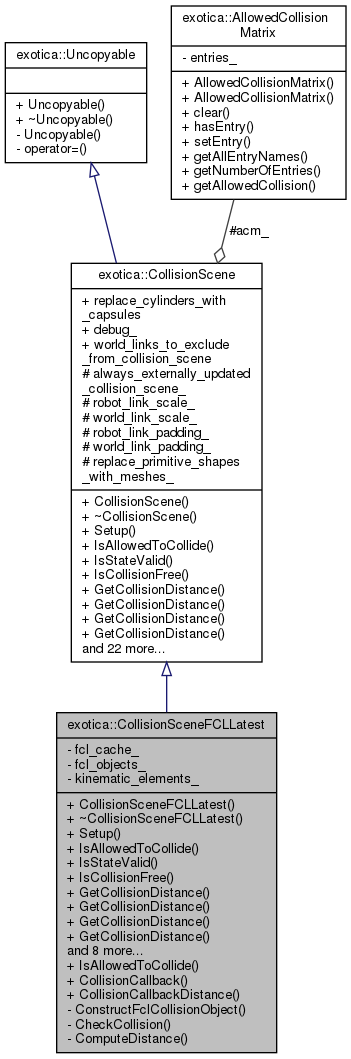 exotica::AllowedCollision
Matrix
- entries_
+ AllowedCollisionMatrix()
+ AllowedCollisionMatrix()
+ clear()
+ hasEntry()
+ setEntry()
+ getAllEntryNames()
+ getNumberOfEntries()
+ getAllowedCollision()
exotica::Uncopyable
+ Uncopyable()
+ ~Uncopyable()
- Uncopyable()
- operator=()
#acm_
exotica::CollisionScene
+ replace_cylinders_with
_capsules
+ debug_
+ world_links_to_exclude
_from_collision_scene
# always_externally_updated
_collision_scene_
# robot_link_scale_
# world_link_scale_
# robot_link_padding_
# world_link_padding_
# replace_primitive_shapes
_with_meshes_
+ CollisionScene()
+ ~CollisionScene()
+ Setup()
+ IsAllowedToCollide()
+ IsStateValid()
+ IsCollisionFree()
+ GetCollisionDistance()
+ GetCollisionDistance()
+ GetCollisionDistance()
+ GetCollisionDistance()
and 22 more...
exotica::CollisionSceneFCLLatest
- fcl_cache_
- fcl_objects_
- kinematic_elements_
+ CollisionSceneFCLLatest()
+ ~CollisionSceneFCLLatest()
+ Setup()
+ IsAllowedToCollide()
+ IsStateValid()
+ IsCollisionFree()
+ GetCollisionDistance()
+ GetCollisionDistance()
+ GetCollisionDistance()
+ GetCollisionDistance()
and 8 more...
+ IsAllowedToCollide()
+ CollisionCallback()
+ CollisionCallbackDistance()
- ConstructFclCollisionObject()
- CheckCollision()
- ComputeDistance()